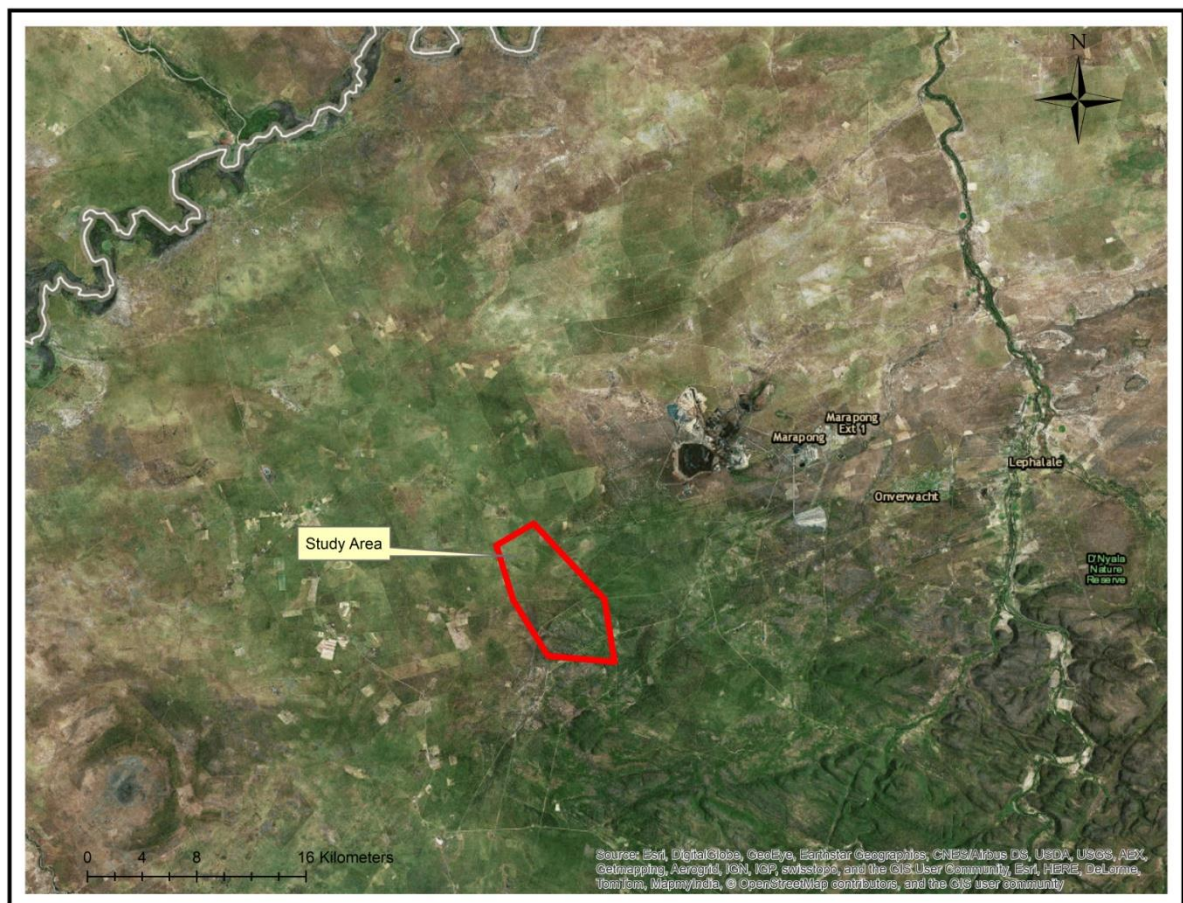 N
Marapong
Ext 1
Marapong
Lephalale
Onverwacht
Study Area
D'Nyala
Nature
Reserve
0 4 8 16 Kilometers
Source: Esri, DigitalGlobe, GeoEye, Earthstar Geographics, CNES/Airbus DS, USDA, USGS, AEX,
Getmapping, Aerogrid, IGN, IGP, swisstopo, and the GIS User Community, Esri, HERE, DeLorme,
TomTom, MapmyIndia, © OpenStreetMap contributors, and the GIS user community